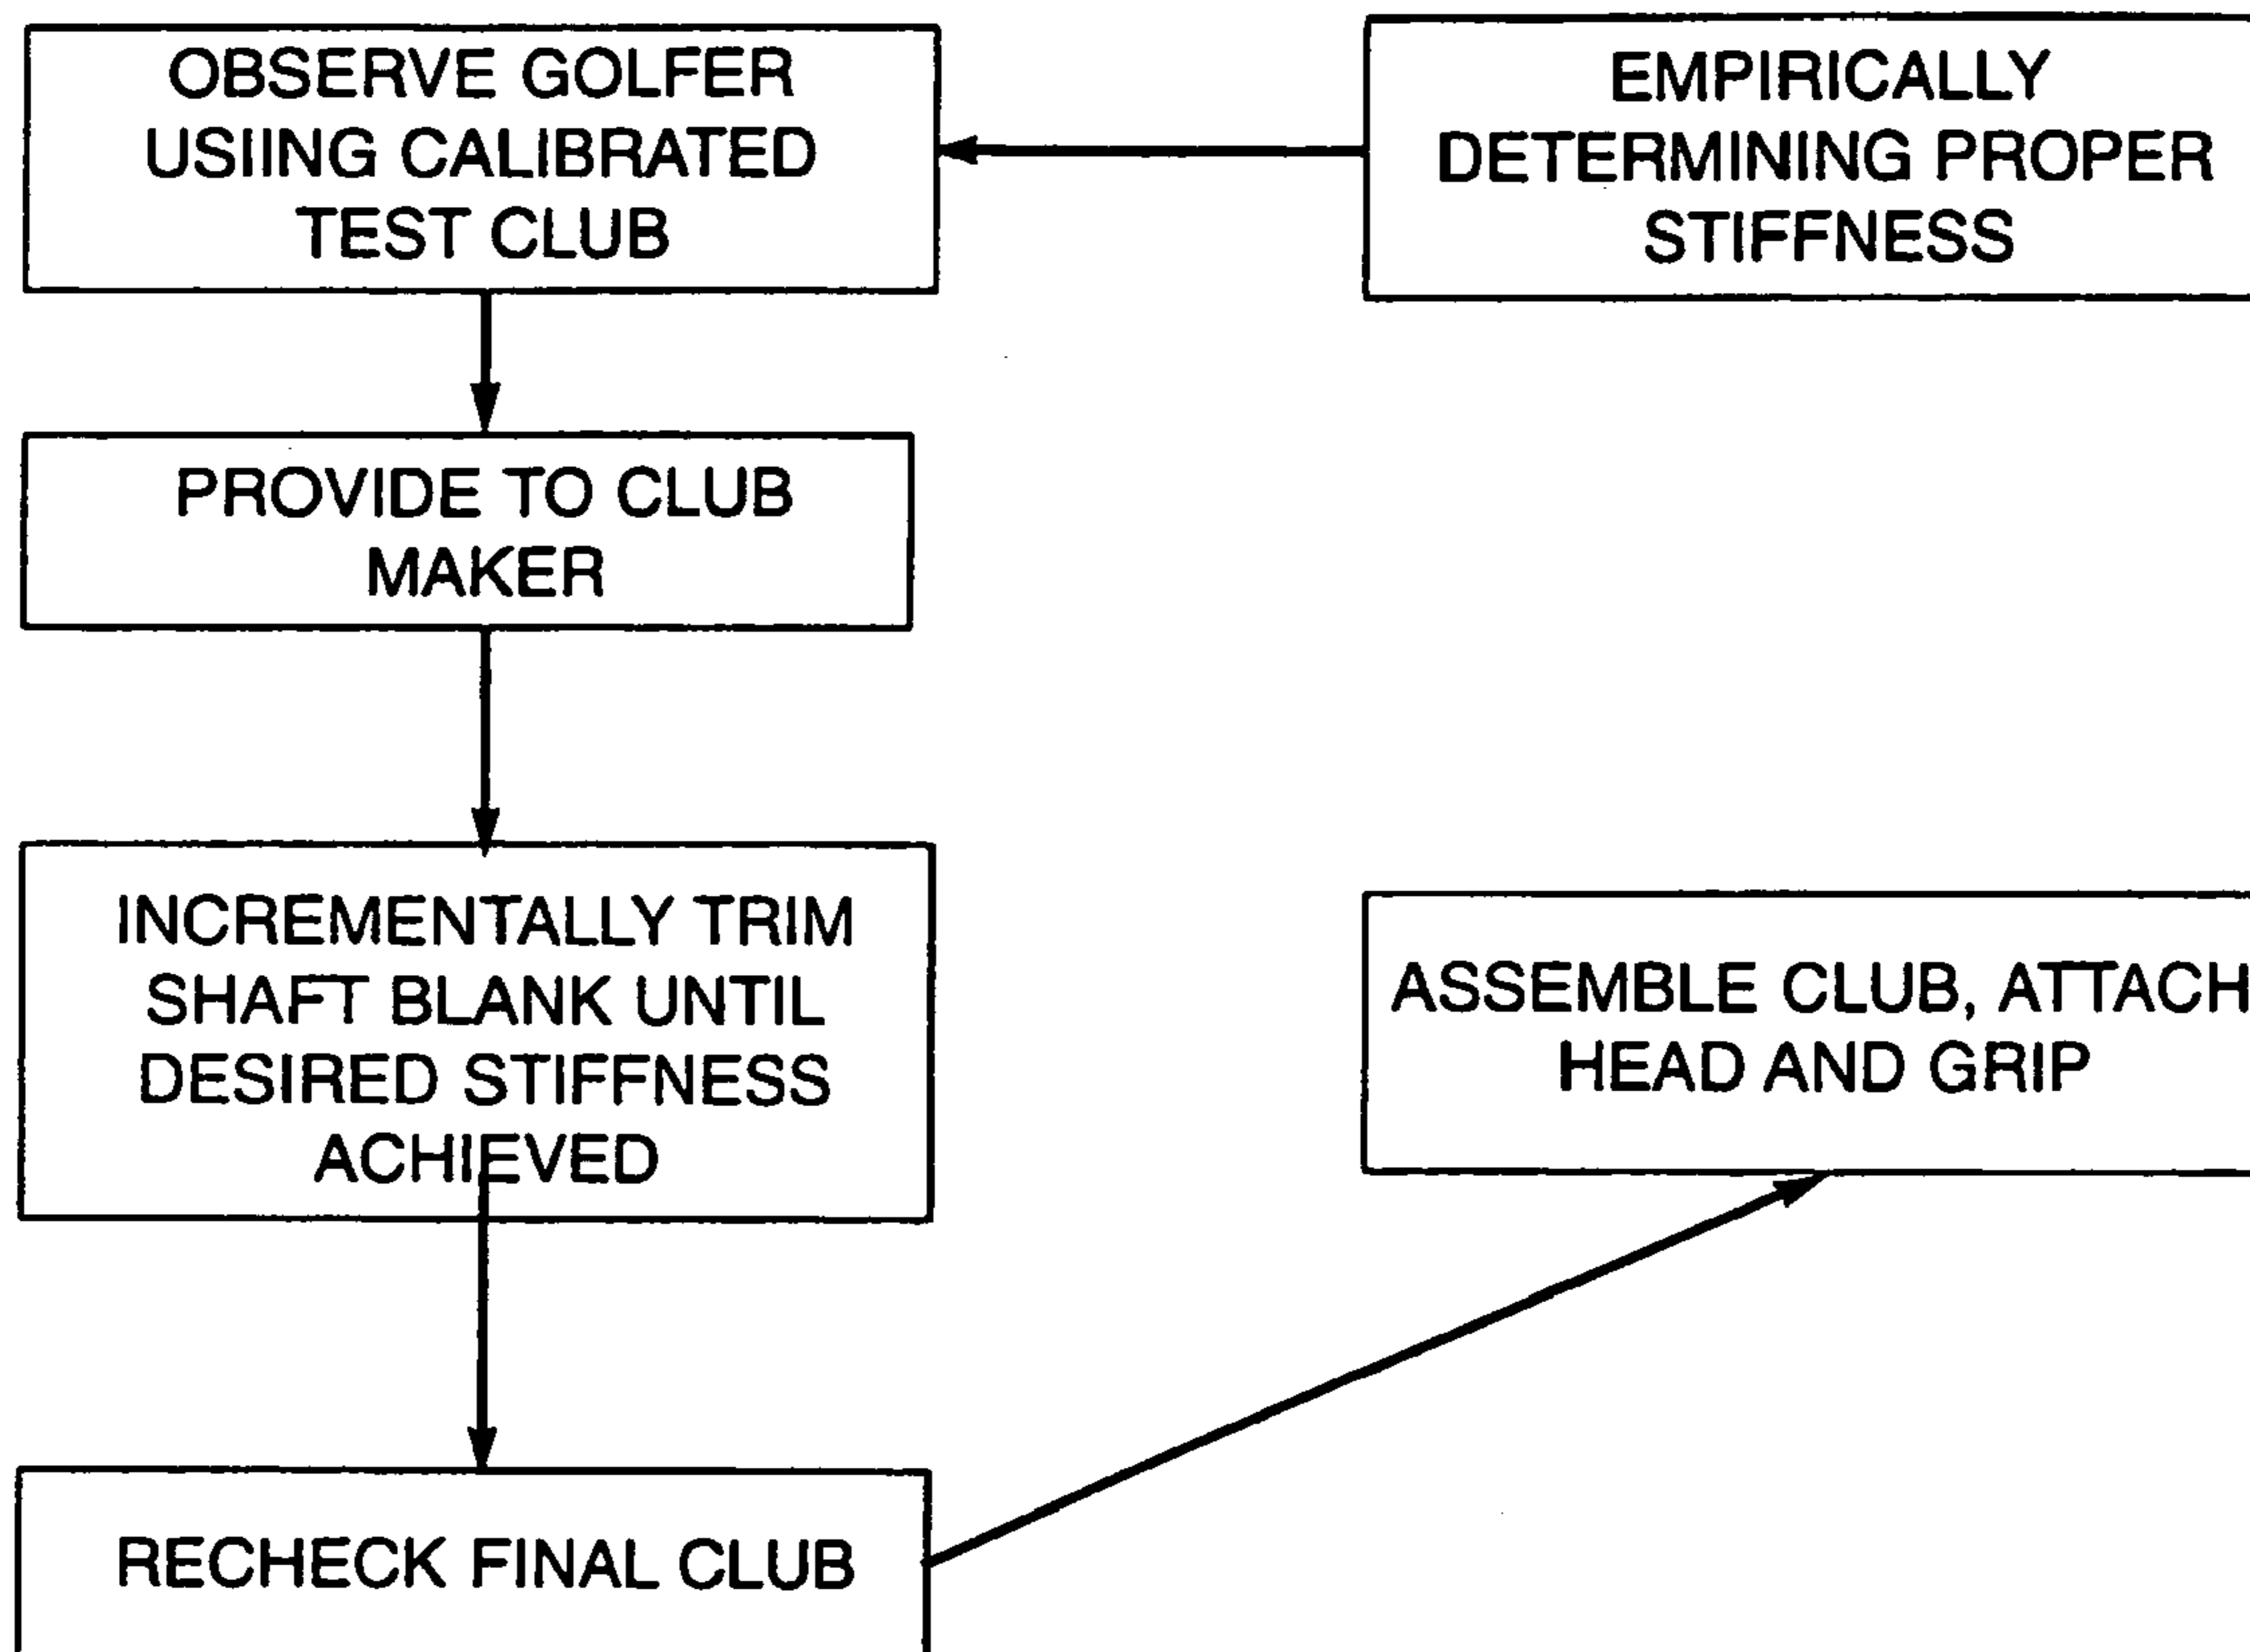 OBSERVE GOLFER
USIING CALIBRATED
TEST CLUB
EMPIRICALLY
DETERMINING PROPER
STIFFNESS
PROVIDE TO CLUB
MAKER
INCREMENTALLY TRIM
SHAFT BLANK UNTIL
DESIRED STIFFNESS
ACHIEVED
ASSEMBLE CLUB, ATTACH
HEAD AND GRIP
RECHECK FINAL CLUB